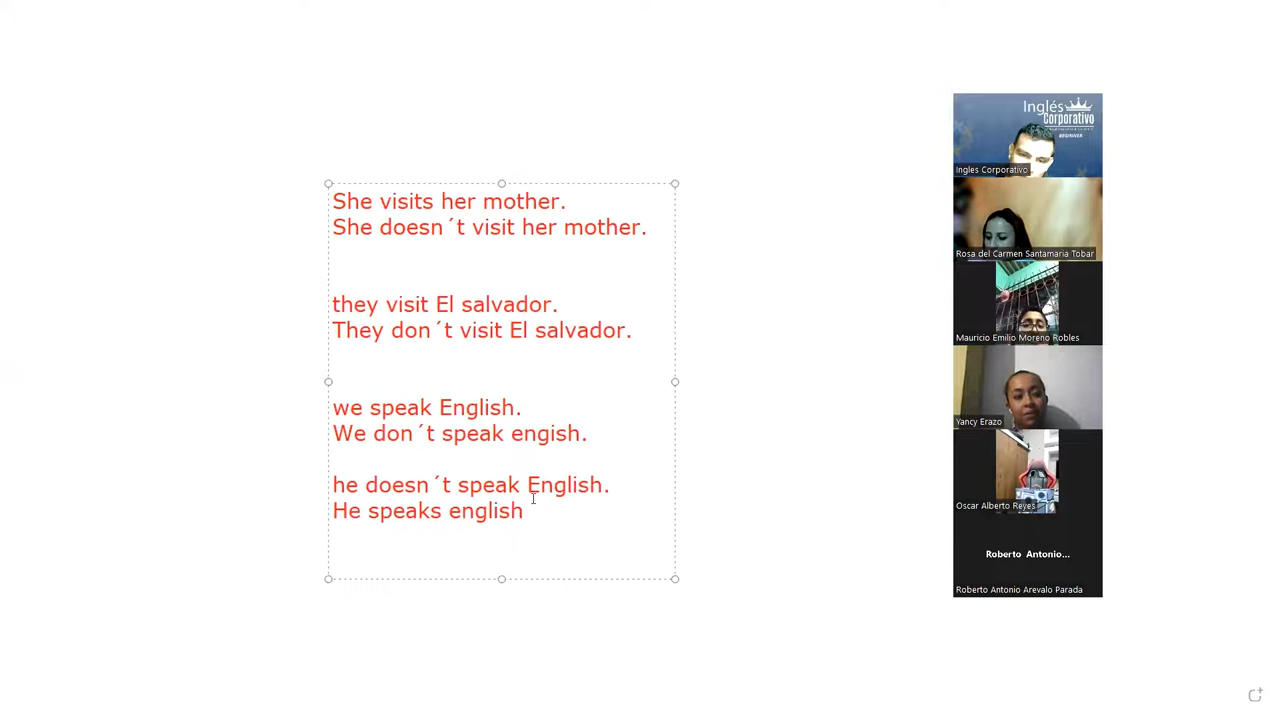 She visits her mother.
She doesn´t visit her mother.
they visit El salvador.
They don´t visit El salvador.
we speak English.
We don´t speak engish.
he doesn´t speak English.
He speaks english
Inglés
Corporativo
BEGINNER
Ingles Corporativo
Rosa del Carmen Santamaria Tobar
Mauricio Emilio Moreno Robles
Yancy Erazo
Oscar Alberto Reyes
Roberto Antonio...
Roberto Antonio Arevalo Parada